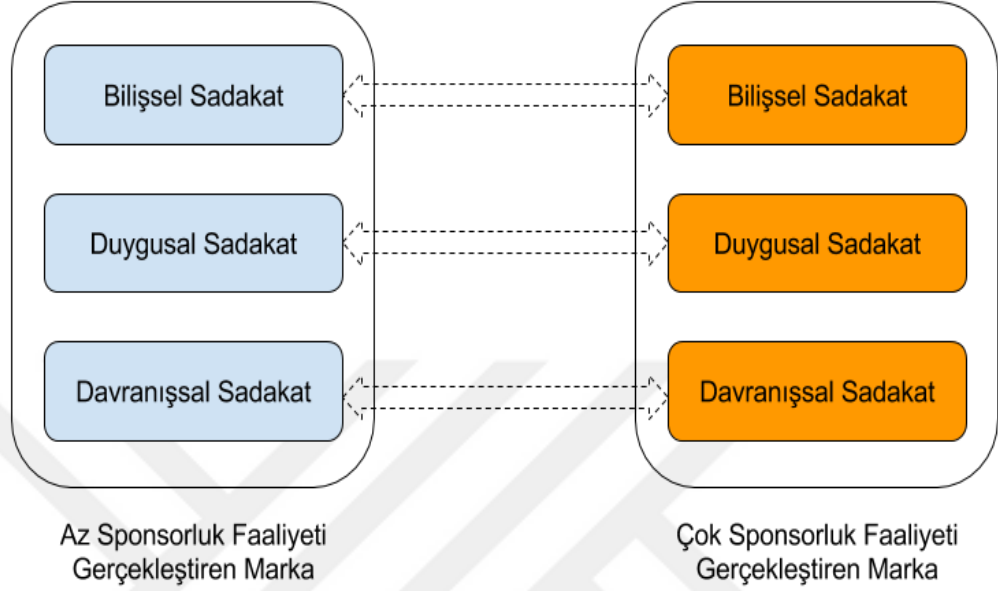 Bilişsel Sadakat
Bilişsel Sadakat
Duygusal Sadakat
Duygusal Sadakat
Davranışsal Sadakat
Davranışsal Sadakat
Az Sponsorluk Faaliyeti
Gerçekleştiren Marka
Çok Sponsorluk Faaliyeti
Gerçekleştiren Marka